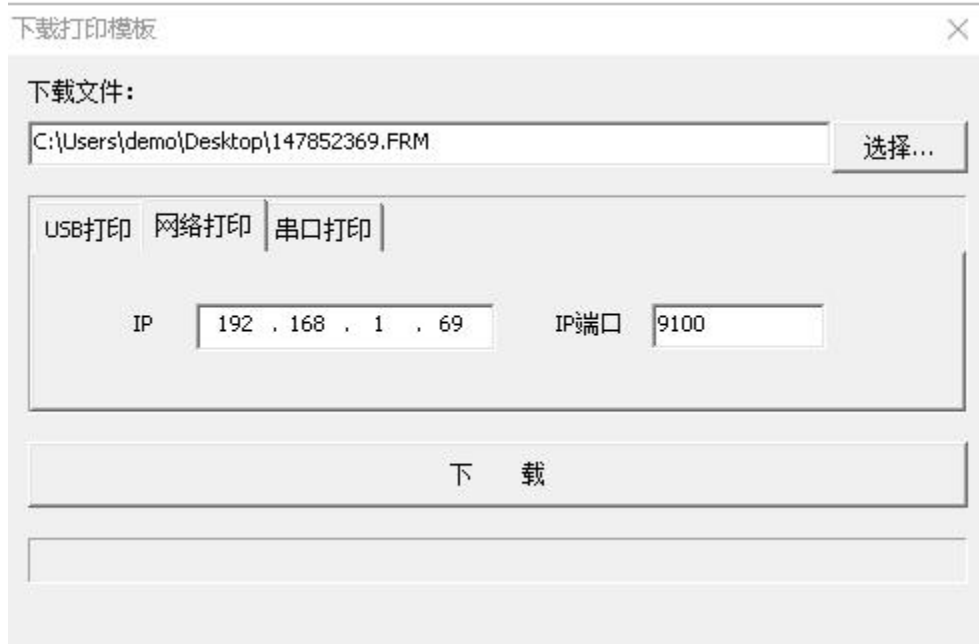 下载打印模板
下载文件：
C:\Users\demo\Desktop\147852369.FRM 选择...
USB打印 网络打印 串口打印
IP 192 . 168 . 1 . 69 IP端口 9100
下 载